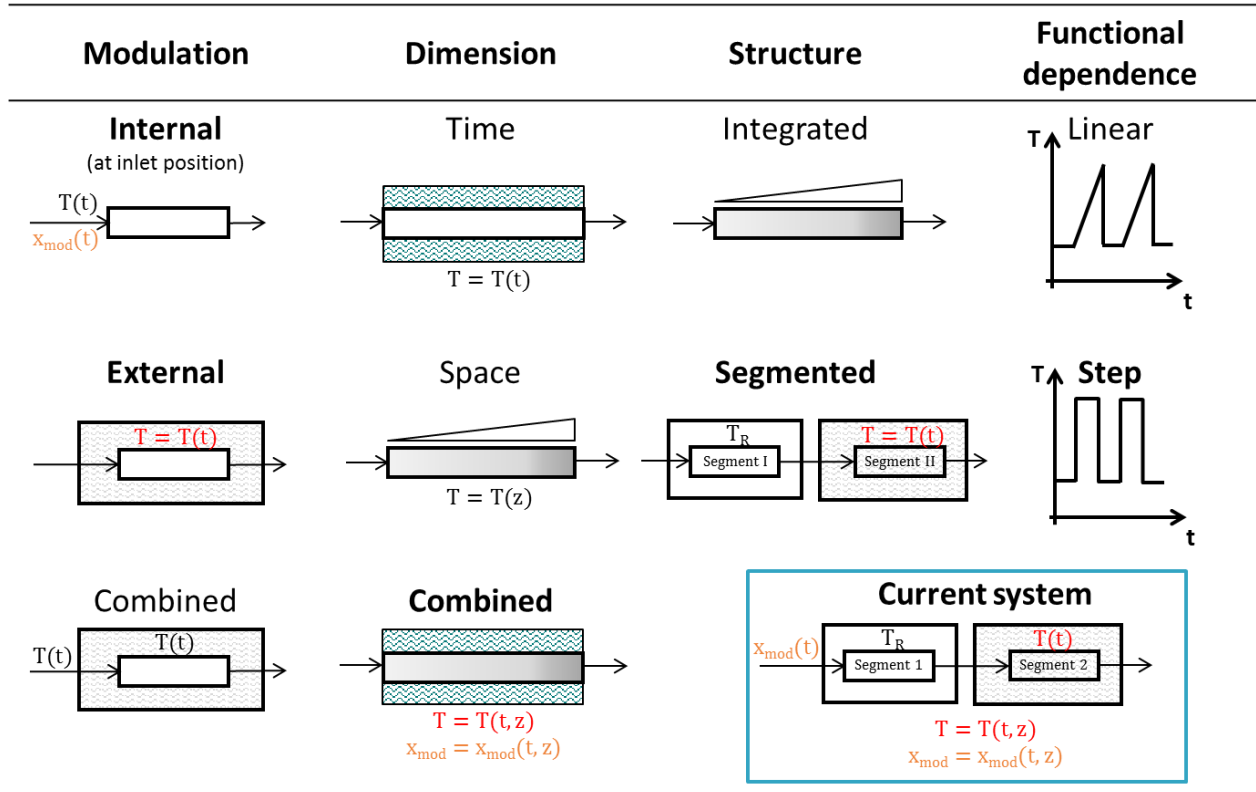 Modulation Dimension Structure Functional dependence
Internal Time Integrated Linear
(at inlet position)
T
T(t)
x_mod(t)
T = T(t)
t
External Space Segmented Step
T
T = T(t)
T_R
T = T(t)
Segment I Segment II
T = T(z)
t
Combined Combined Current system
T(t)
T(t)
x_mod(t)
T_R
T(t)
Segment 1 Segment 2
T = T(t, z)
x_mod = x_mod(t, z)
T = T(t, z)
x_mod = x_mod(t, z)